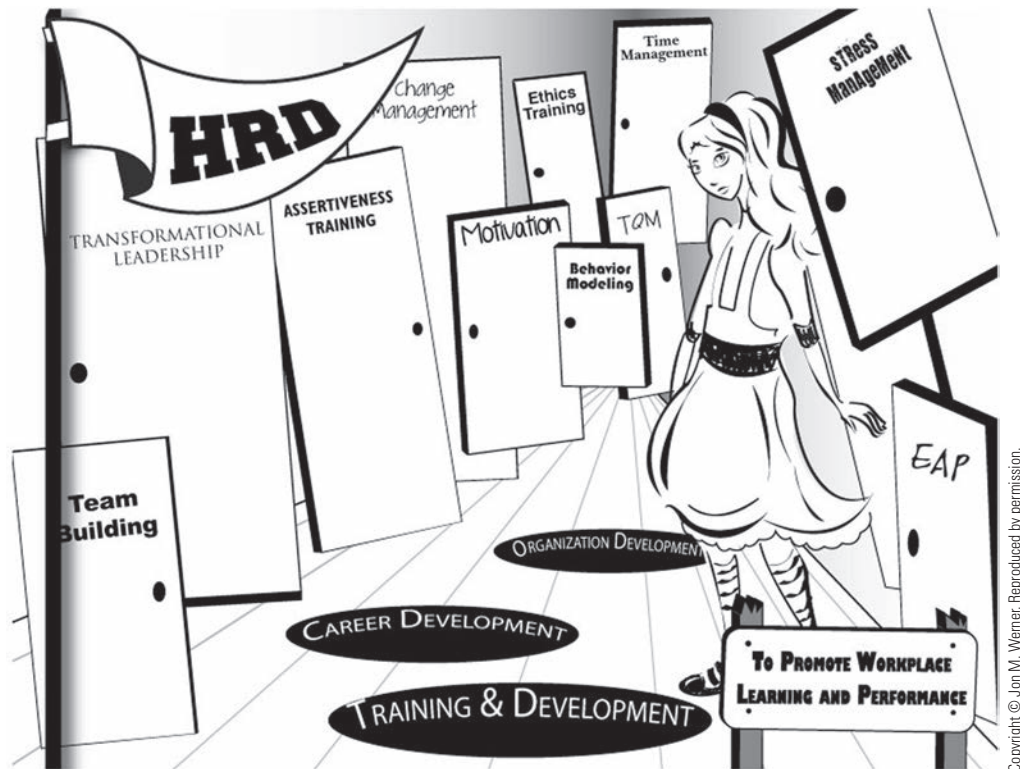 HRD
Change
Management
Ethics
Training
Time
Management
STRess
ManAgeMeNt
TRANSFORMATIONAL
LEADERSHIP
ASSERTIVENESS
TRAINING
Motivation
TQM
Behavior
Modeling
EAP
Team
Building
ORGANIZATION DEVELOPMENT
CAREER DEVELOPMENT
TRAINING & DEVELOPMENT
TO PROMOTE WORKPLACE
LEARNING AND PERFORMANCE
Copyright © Jon M. Werner. Reproduced by permission.